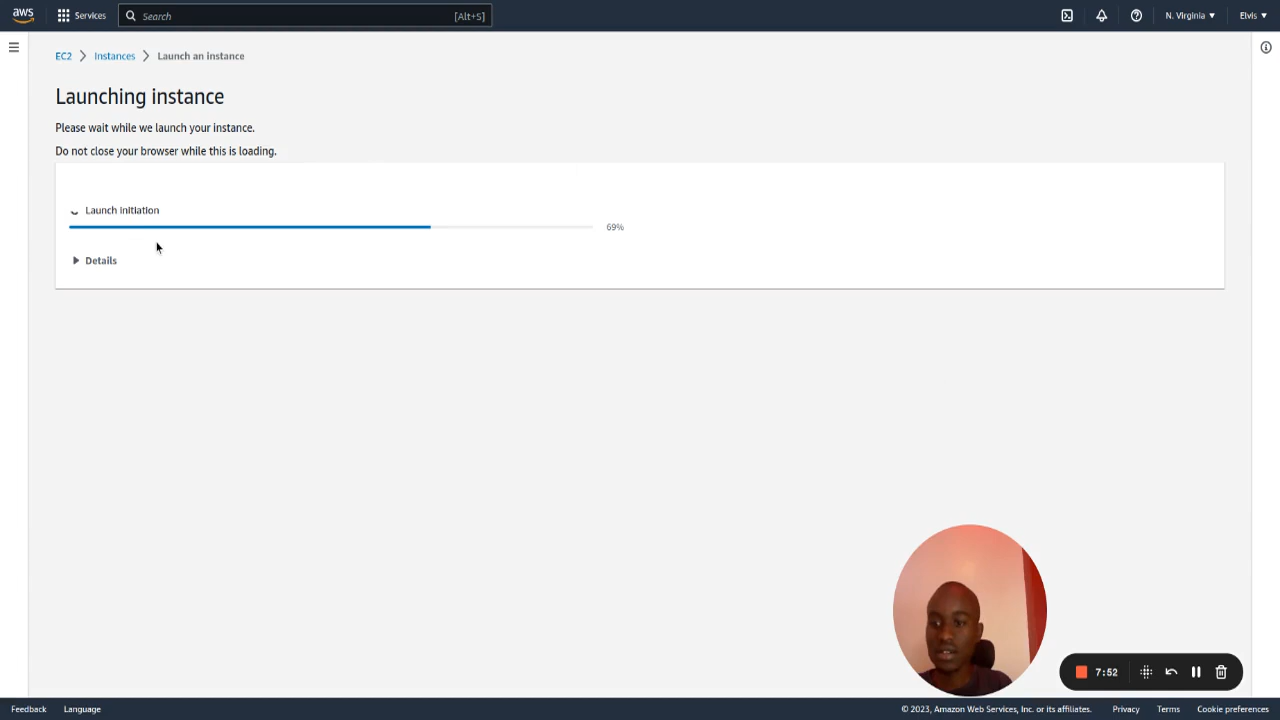 aws
Services
Search
[Alt+S]
N. Virginia
Elvis
EC2
Instances
Launch an instance
Launching instance
Please wait while we launch your instance.
Do not close your browser while this is loading.
Launch initiation
69%
Details
7:52
Feedback
Language
© 2023, Amazon Web Services, Inc. or its affiliates.
Privacy
Terms
Cookie preferences